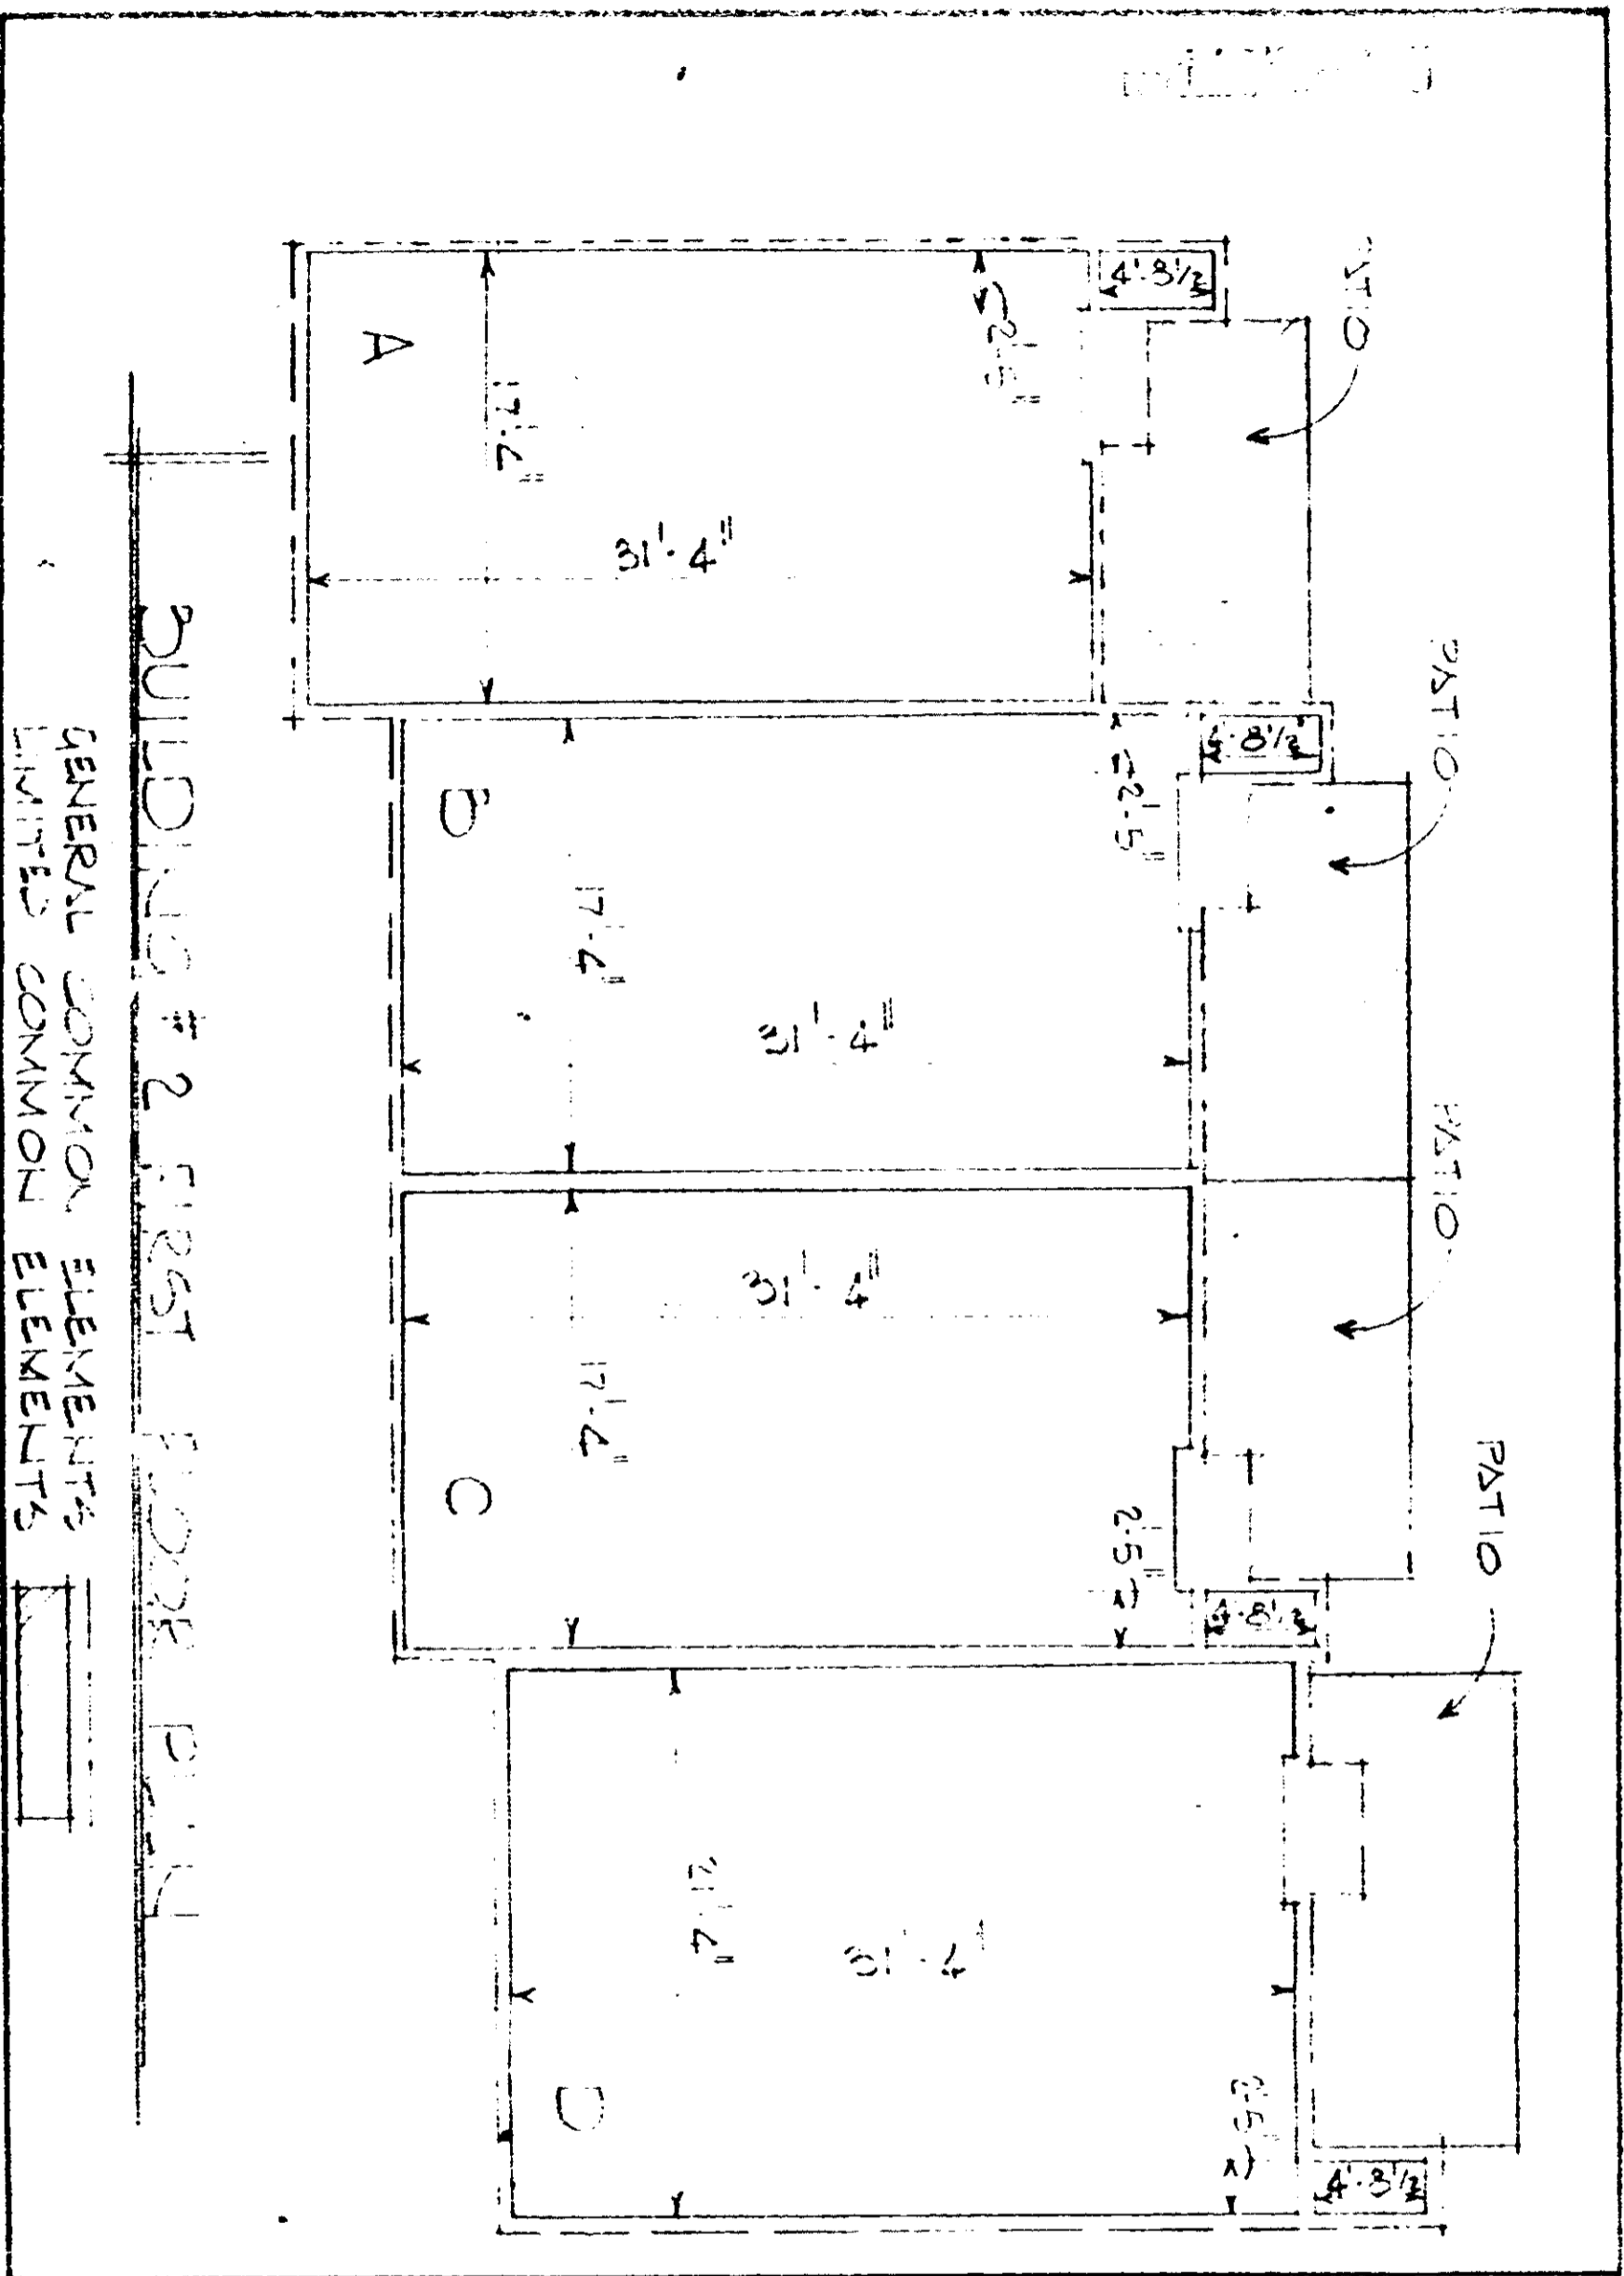 PATIO
PATIO
PATIO
PATIO
4'-8½
4'-8½
4'-8½
4'-8½
2'-5"
2'-5"
2'-5"
2'-5"
31'-4"
31'-4"
31'-4"
31'-4'
17'-4"
17'-4"
17'-4"
21'-4"
A
B
C
D
BUILDING # 2 FIRST FLOOR PLAN
GENERAL COMMON ELEMENTS
LIMITED COMMON ELEMENTS